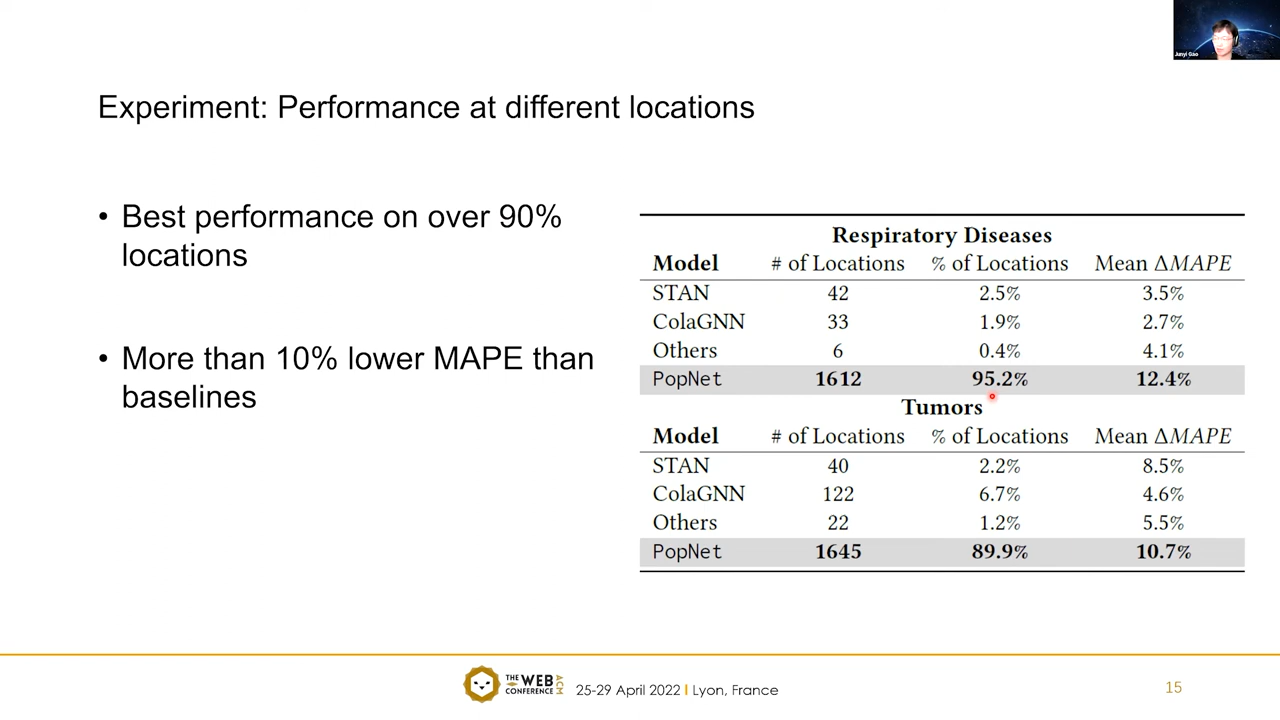 Junyi Gao
Experiment: Performance at different locations
• Best performance on over 90%
locations
• More than 10% lower MAPE than
baselines
Respiratory Diseases
Model # of Locations % of Locations Mean ΔMAPE
STAN 42 2.5% 3.5%
ColaGNN 33 1.9% 2.7%
Others 6 0.4% 4.1%
PopNet 1612 95.2% 12.4%
Tumors
Model # of Locations % of Locations Mean ΔMAPE
STAN 40 2.2% 8.5%
ColaGNN 122 6.7% 4.6%
Others 22 1.2% 5.5%
PopNet 1645 89.9% 10.7%
THE WEB
CONFERENCE
ACM
25-29 April 2022 I Lyon, France
15